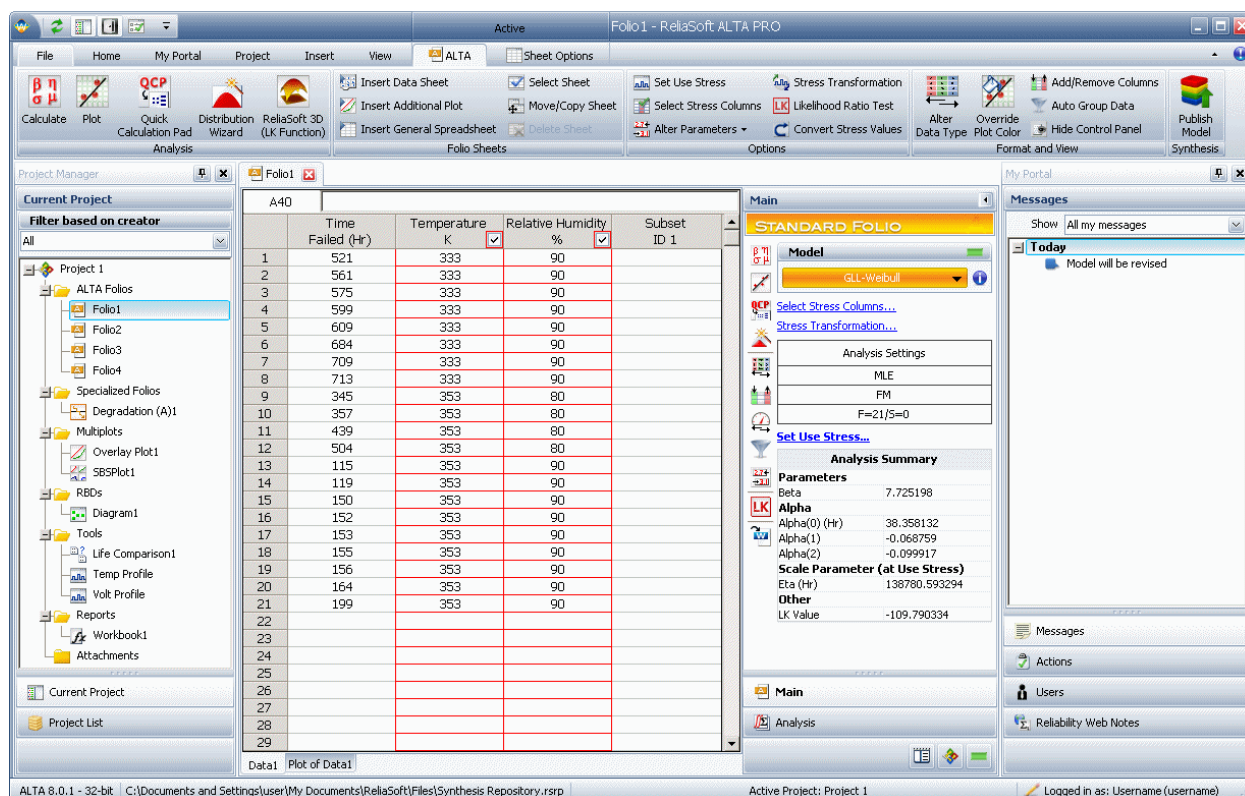 Active
Folio1 - ReliaSoft ALTA PRO
File Home My Portal Project Insert View ALTA Sheet Options
β η σ μ Calculate
Plot
QCP Quick Calculation Pad
Distribution Wizard
ReliaSoft 3D (LK Function)
Analysis
Insert Data Sheet
Insert Additional Plot
Insert General Spreadsheet
Select Sheet
Move/Copy Sheet
Delete Sheet
Folio Sheets
Set Use Stress
Select Stress Columns
Alter Parameters
Stress Transformation
LK Likelihood Ratio Test
Convert Stress Values
Options
Alter Data Type
Override Plot Color
Add/Remove Columns
Auto Group Data
Hide Control Panel
Format and View
Publish Model
Synthesis
Project Manager
Current Project
Filter based on creator
All
Project 1
ALTA Folios
Folio1
Folio2
Folio3
Folio4
Specialized Folios
Degradation (A)1
Multiplots
Overlay Plot1
SBSPlot1
RBDs
Diagram1
Tools
Life Comparison1
Temp Profile
Volt Profile
Reports
Workbook1
Attachments
Current Project
Project List
Folio1
A40
Time Failed (Hr) Temperature K Relative Humidity % Subset ID 1
1 521 333 90
2 561 333 90
3 575 333 90
4 599 333 90
5 609 333 90
6 684 333 90
7 709 333 90
8 713 333 90
9 345 353 80
10 357 353 80
11 439 353 80
12 504 353 80
13 115 353 90
14 119 353 90
15 150 353 90
16 152 353 90
17 153 353 90
18 155 353 90
19 156 353 90
20 164 353 90
21 199 353 90
22
23
24
25
26
27
28
29
Data1 Plot of Data1
Main
STANDARD FOLIO
β η σ μ
QCP
LK
Model
GLL-Weibull
Select Stress Columns...
Stress Transformation...
Analysis Settings
MLE
FM
F=21/S=0
Set Use Stress...
Analysis Summary
Parameters
Beta 7.725198
Alpha
Alpha(0) (Hr) 38.358132
Alpha(1) -0.068759
Alpha(2) -0.099917
Scale Parameter (at Use Stress)
Eta (Hr) 138780.593294
Other
LK Value -109.790334
Main
Analysis
My Portal
Messages
Show All my messages
Today
Model will be revised
Messages
Actions
Users
Reliability Web Notes
ALTA 8.0.1 - 32-bit C:\Documents and Settings\user\My Documents\ReliaSoft\Files\Synthesis Repository.rsrp Active Project: Project 1 Logged in as: Username (username)